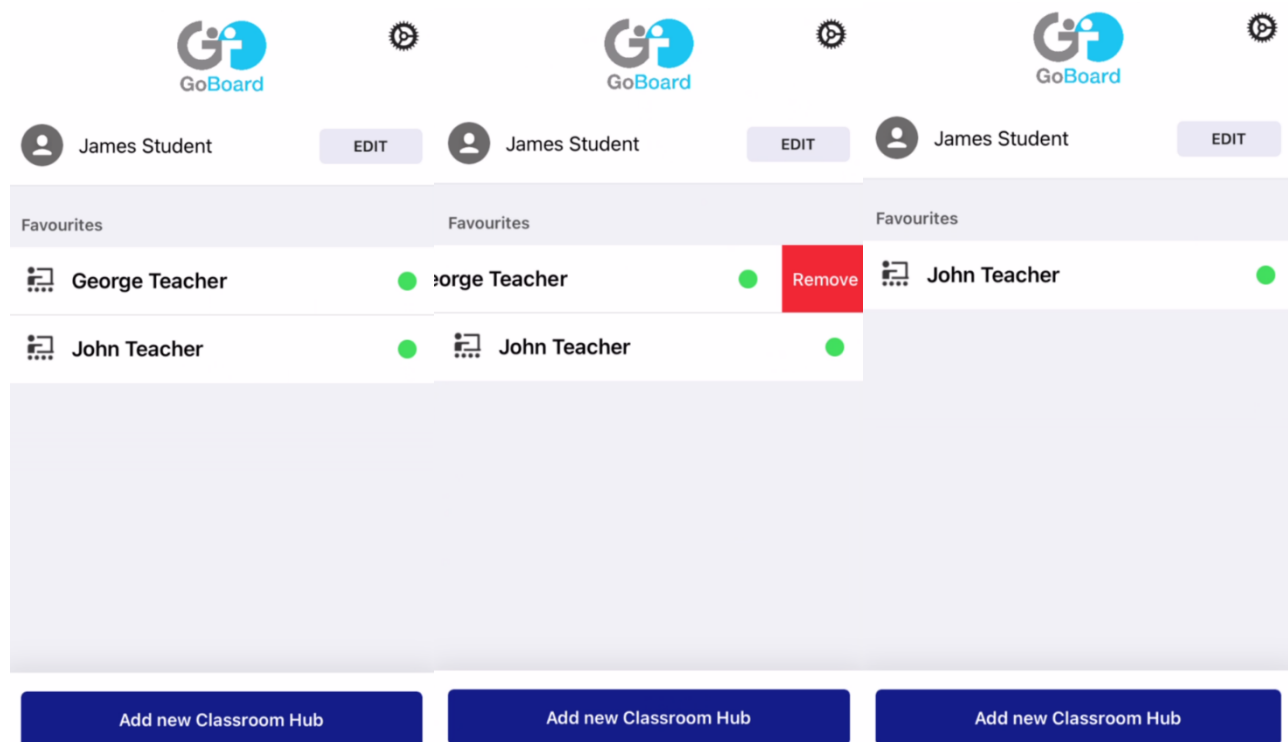 GoBoard
James Student
EDIT
Favourites
George Teacher
John Teacher
Add new Classroom Hub
GoBoard
James Student
EDIT
Favourites
eorge Teacher
Remove
John Teacher
Add new Classroom Hub
GoBoard
James Student
EDIT
Favourites
John Teacher
Add new Classroom Hub